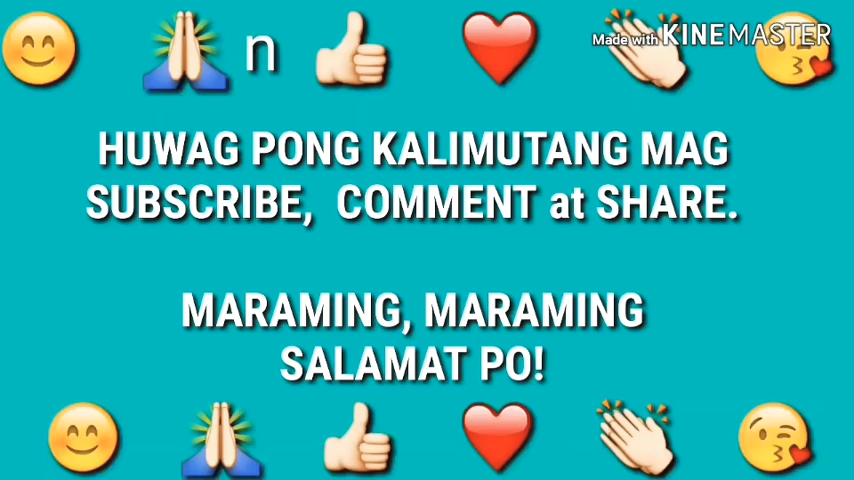 n
Made with KINEMASTER
HUWAG PONG KALIMUTANG MAG
SUBSCRIBE, COMMENT at SHARE.
MARAMING, MARAMING
SALAMAT PO!